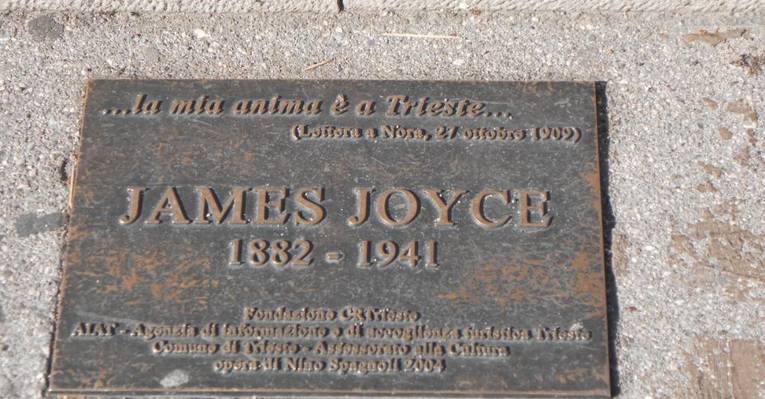 ...la mia anima è a Trieste...
(Lettera a Nora, 27 ottobre 1909)
JAMES JOYCE
1882 - 1941
Fondazione CRTrieste
AIAT - Agenzia di informazione e di accoglienza turistica Trieste
Comune di Trieste - Assessorato alla Cultura
opera di Nino Spagnoli 2004